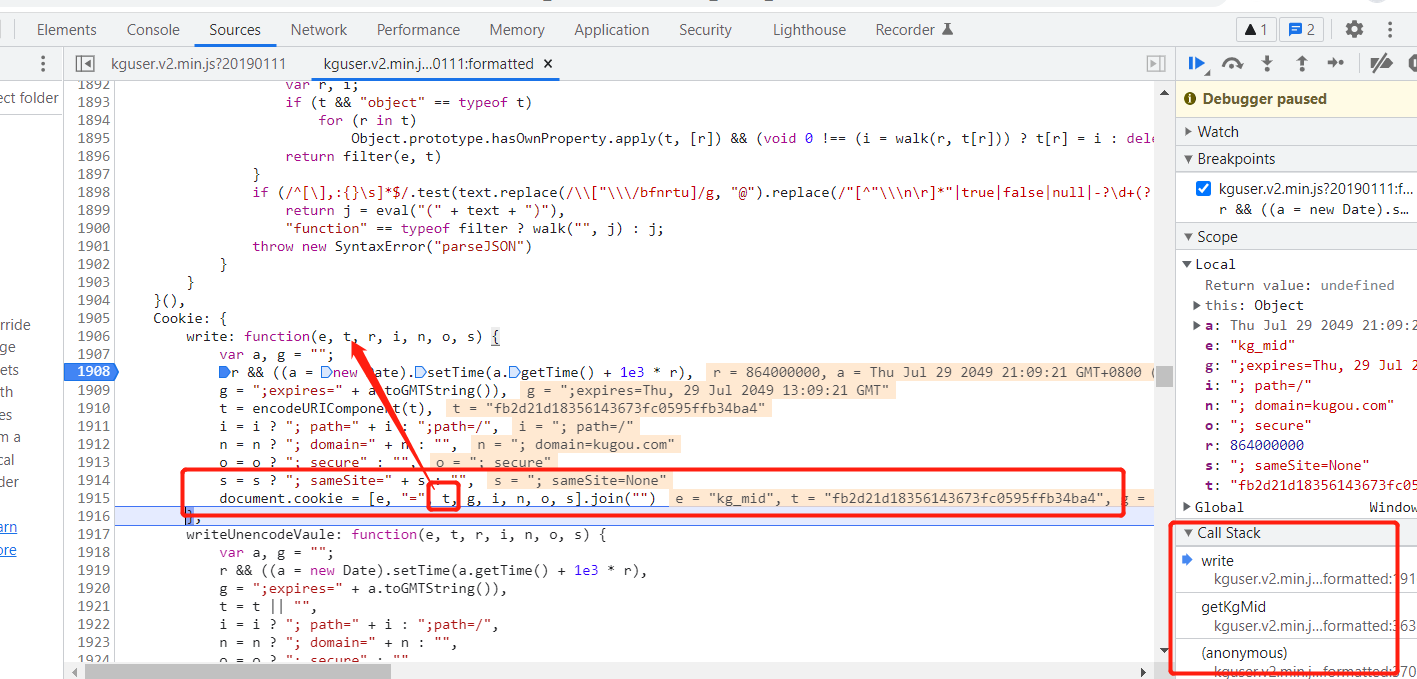 Elements Console Sources Network Performance Memory Application Security Lighthouse Recorder 1 2
kguser.v2.min.js?20190111 kguser.v2.min.j...0111:formatted ×
ect folder
rride
ge
ets
th
es
m a
cal
der
arn
ore
1892 var r, i;
1893 if (t && "object" == typeof t)
1894 for (r in t)
1895 Object.prototype.hasOwnProperty.apply(t, [r]) && (void 0 !== (i = walk(r, t[r])) ? t[r] = i : dele
1896 return filter(e, t)
1897 }
1898 if (/^[\],:{}\s]*$/.test(text.replace(/\\["\\\/bfnrtu]/g, "@").replace(/"[^"\\\n\r]*"|true|false|null|-?\d+(?
1899 return j = eval("(" + text + ")"),
1900 "function" == typeof filter ? walk("", j) : j;
1901 throw new SyntaxError("parseJSON")
1902 }
1903 }
1904 }(),
1905 Cookie: {
1906 write: function(e, t, r, i, n, o, s) {
1907 var a, g = "";
1908 r && ((a = new Date).setTime(a.getTime() + 1e3 * r), r = 864000000, a = Thu Jul 29 2049 21:09:21 GMT+0800 (
1909 g = ";expires=" + a.toGMTString()), g = ";expires=Thu, 29 Jul 2049 13:09:21 GMT"
1910 t = encodeURIComponent(t), t = "fb2d21d18356143673fc0595ffb34ba4"
1911 i = i ? "; path=" + i : ";path=/", i = "; path=/"
1912 n = n ? "; domain=" + n : "", n = "; domain=kugou.com"
1913 o = o ? "; secure" : "", o = "; secure"
1914 s = s ? "; sameSite=" + s : "", s = "; sameSite=None"
1915 document.cookie = [e, "=", t, g, i, n, o, s].join("") e = "kg_mid", t = "fb2d21d18356143673fc0595ffb34ba4", g =
1916 },
1917 writeUnencodeVaule: function(e, t, r, i, n, o, s) {
1918 var a, g = "";
1919 r && ((a = new Date).setTime(a.getTime() + 1e3 * r),
1920 g = ";expires=" + a.toGMTString()),
1921 t = t || "",
1922 i = i ? "; path=" + i : ";path=/",
1923 n = n ? "; domain=" + n : "",
1924 o = o ? "; secure" : ""
Debugger paused
Watch
Breakpoints
kguser.v2.min.js?20190111:f...
r && ((a = new Date).s...
Scope
Local
Return value: undefined
this: Object
a: Thu Jul 29 2049 21:09:2
e: "kg_mid"
g: ";expires=Thu, 29 Jul 2
i: "; path=/"
n: "; domain=kugou.com"
o: "; secure"
r: 864000000
s: "; sameSite=None"
t: "fb2d21d18356143673fc05
Global Window
Call Stack
write
kguser.v2.min.j...formatted:191
getKgMid
kguser.v2.min.j...formatted:363
(anonymous)
kguser.v2.min.j...formatted:370